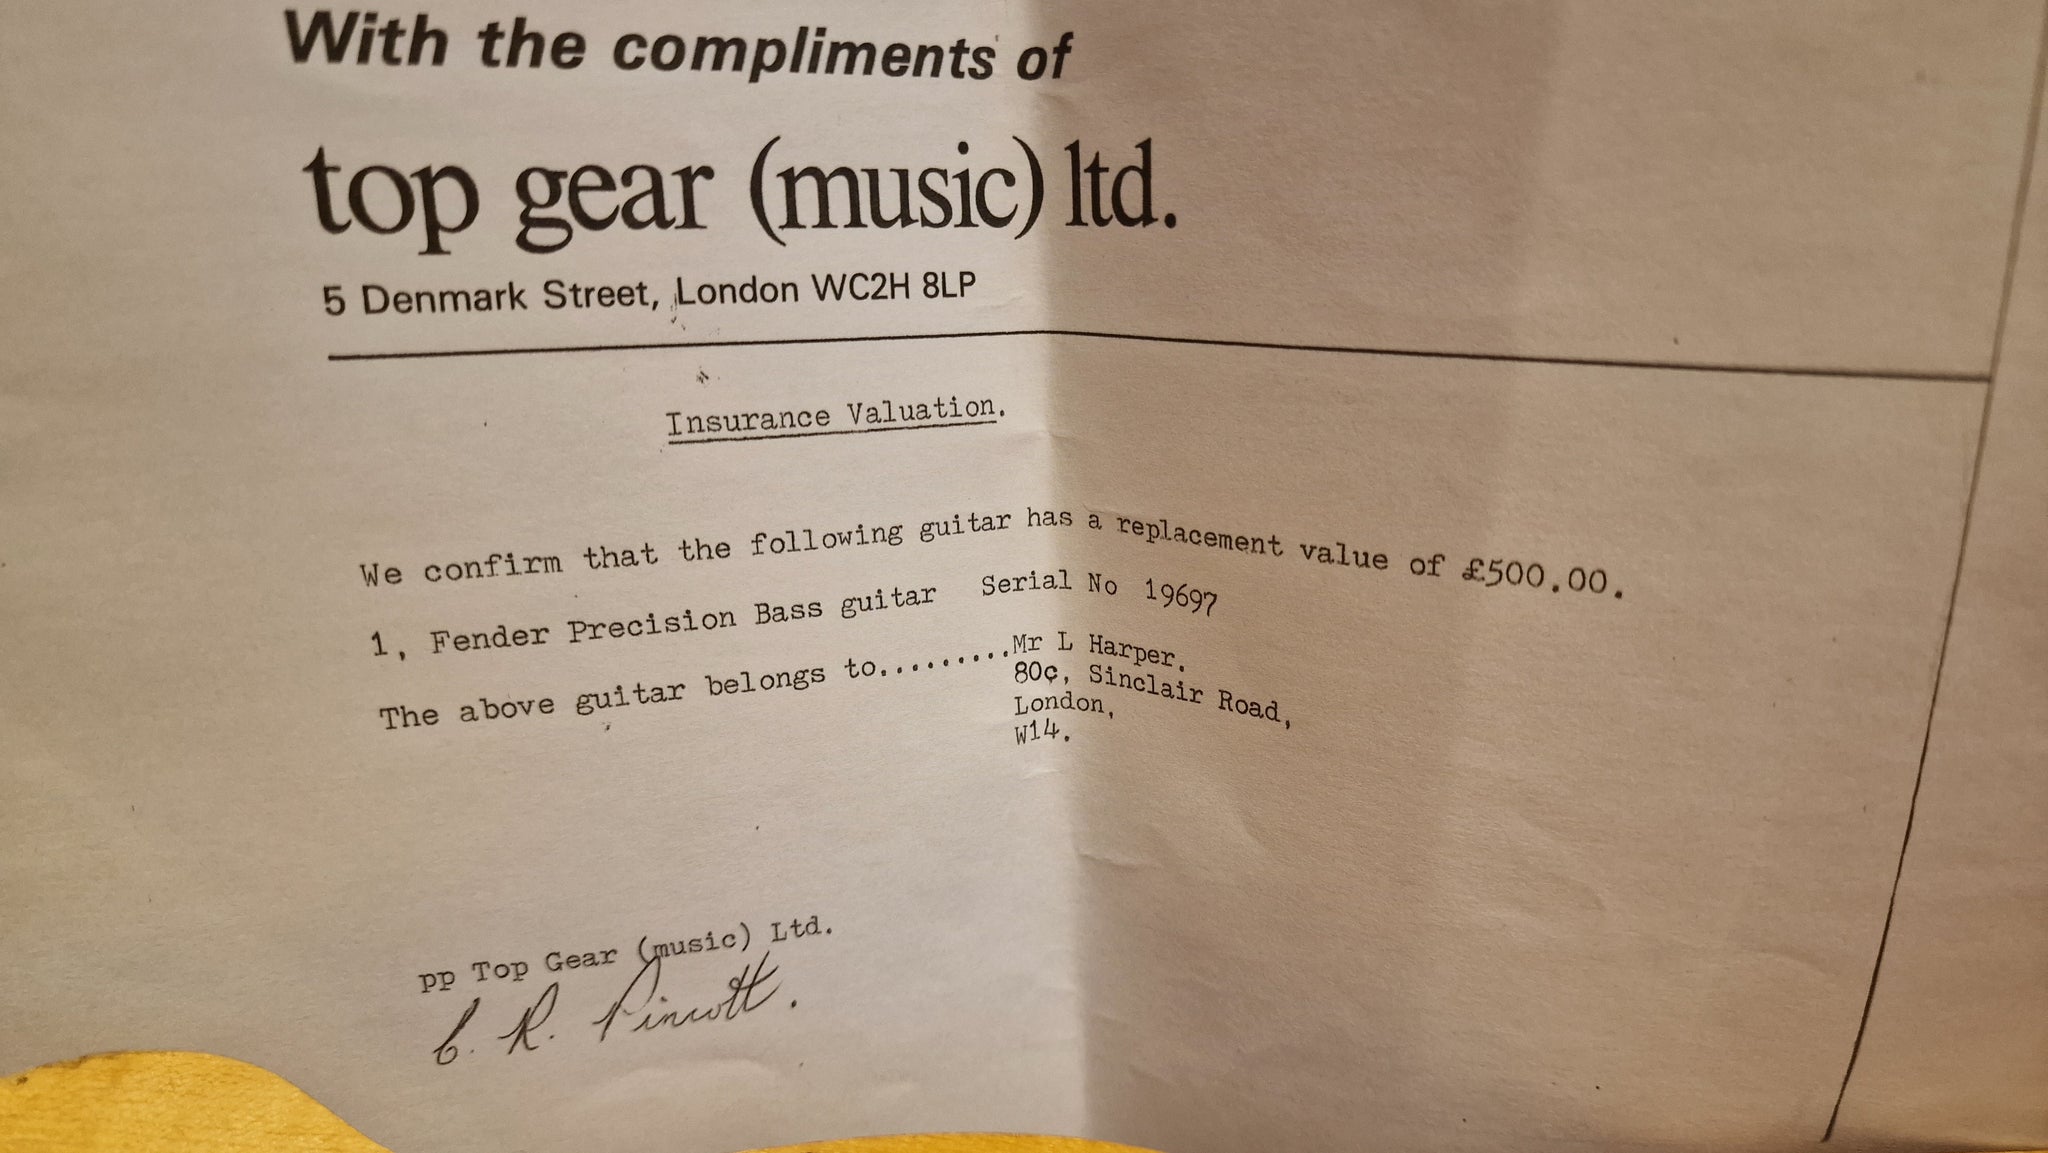 With the compliments of
top gear (music) ltd.
5 Denmark Street, London WC2H 8LP
Insurance Valuation.
We confirm that the following guitar has a replacement value of £500.00.
1, Fender Precision Bass guitar Serial No 19697
The above guitar belongs to.........Mr L Harper.
80c, Sinclair Road,
London,
W14.
pp Top Gear (music) Ltd.
C. R. Pincott.